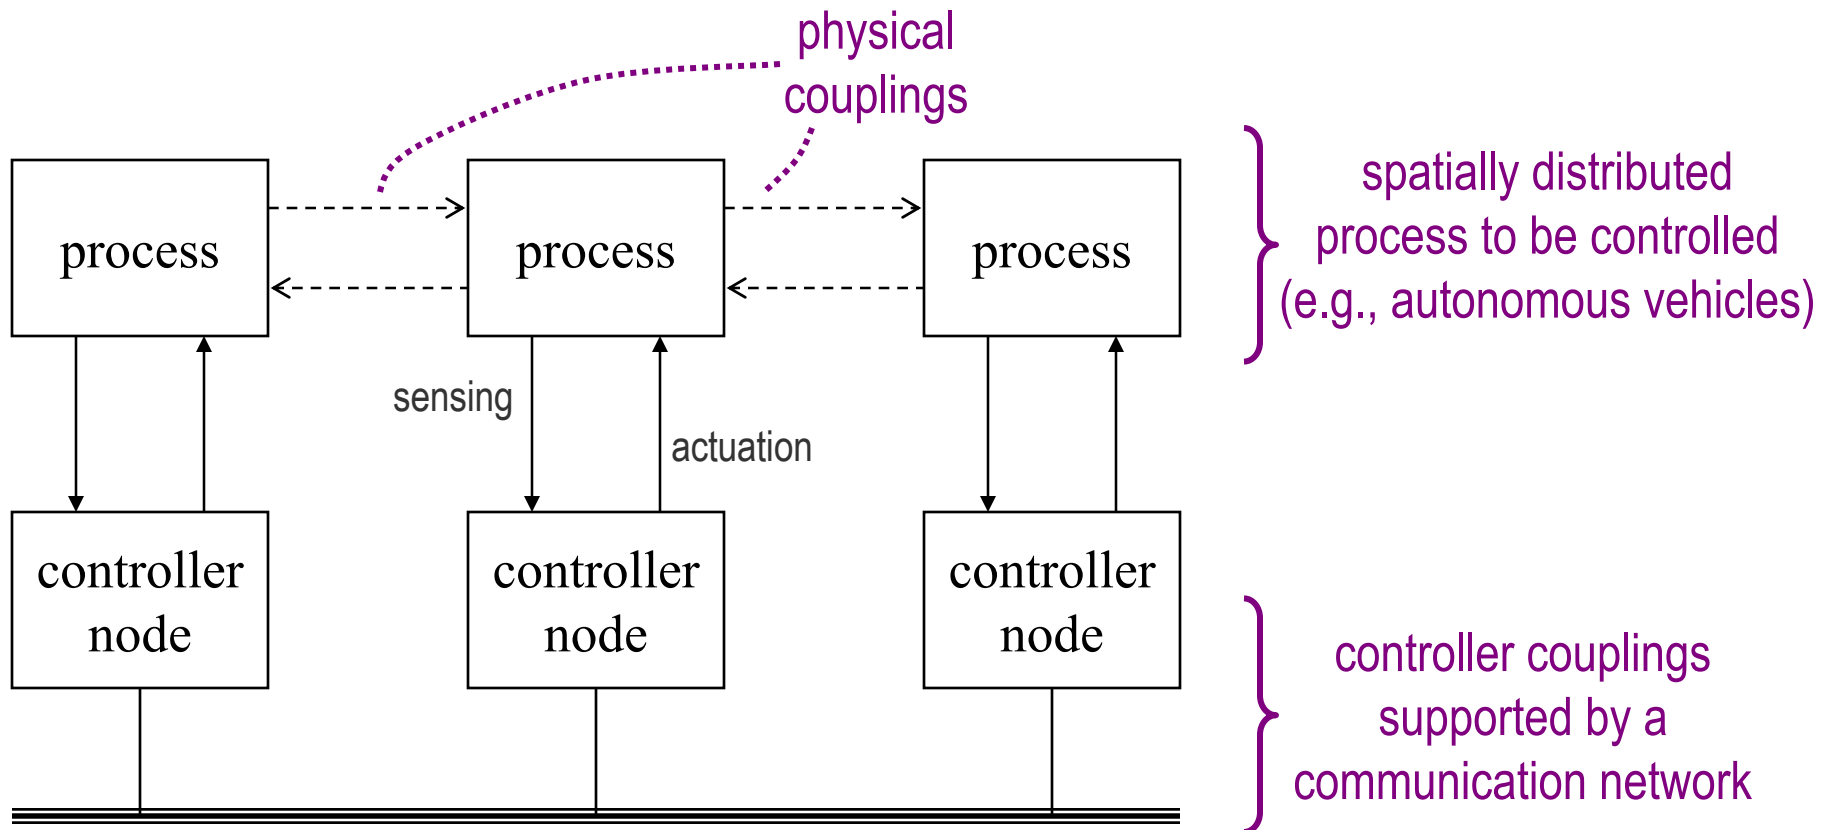 physical
couplings
spatially distributed
process to be controlled
(e.g., autonomous vehicles)
process
process
process
sensing
actuation
controller
node
controller
node
controller
node
controller couplings
supported by a
communication network